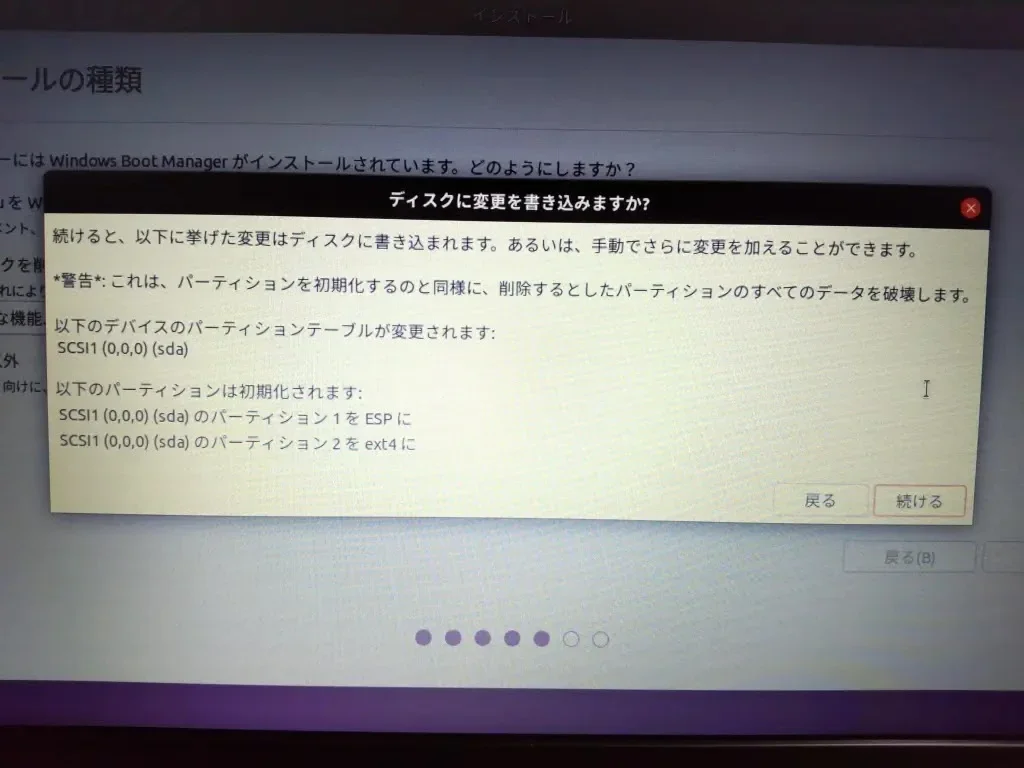 インストール
ールの種類
ーには Windows Boot Manager がインストールされています。どのようにしますか？
ディスクに変更を書き込みますか?
u を W
続けると、以下に挙げた変更はディスクに書き込まれます。あるいは、手動でさらに変更を加えることができます。
メント、
クを削
*警告*: これは、パーティションを初期化するのと同様に、削除するとしたパーティションのすべてのデータを破壊します。
れにより
な機能.
以下のデバイスのパーティションテーブルが変更されます:
SCSI1 (0,0,0) (sda)
外
向けに、
以下のパーティションは初期化されます:
SCSI1 (0,0,0) (sda) のパーティション 1 を ESP に
SCSI1 (0,0,0) (sda) のパーティション 2 を ext4 に
戻る
続ける
戻る(B)